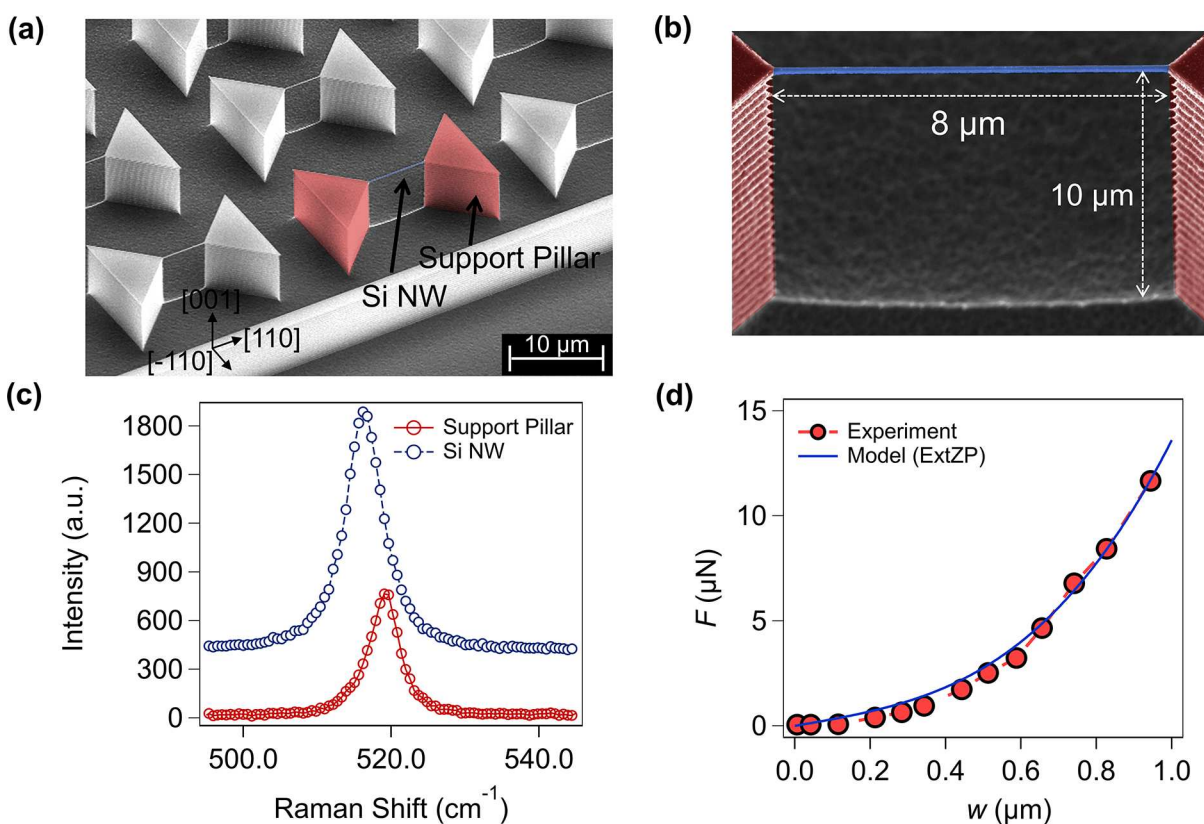 (a)
Support Pillar
Si NW
[001]
[110]
[-110]
10 µm
(b)
8 µm
10 µm
(c)
Support Pillar
Si NW
1800
1500
1200
900
600
300
0
Intensity (a.u.)
500.0 520.0 540.0
Raman Shift (cm⁻¹)
(d)
Experiment
Model (ExtZP)
15
10
5
0
F (µN)
0.0 0.2 0.4 0.6 0.8 1.0
w (µm)